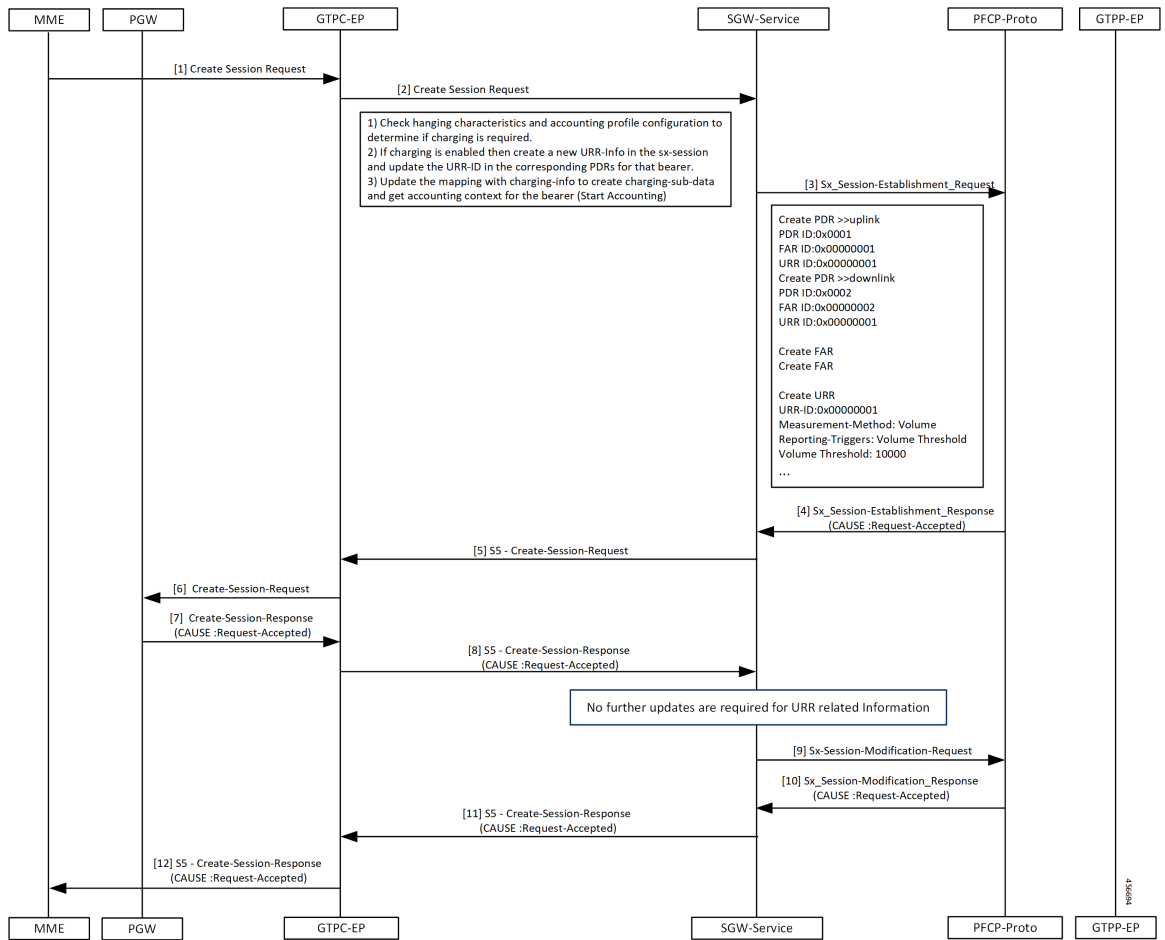 MME
PGW
GTPC-EP
SGW-Service
PFCP-Proto
GTPP-EP
[1] Create Session Request
[2] Create Session Request
1) Check hanging characteristics and accounting profile configuration to
determine if charging is required.
2) If charging is enabled then create a new URR-Info in the sx-session
and update the URR-ID in the corresponding PDRs for that bearer.
3) Update the mapping with charging-info to create charging-sub-data
and get accounting context for the bearer (Start Accounting)
[3] Sx_Session-Establishment_Request
Create PDR >>uplink
PDR ID:0x0001
FAR ID:0x00000001
URR ID:0x00000001
Create PDR >>downlink
PDR ID:0x0002
FAR ID:0x00000002
URR ID:0x00000001
Create FAR
Create FAR
Create URR
URR-ID:0x00000001
Measurement-Method: Volume
Reporting-Triggers: Volume Threshold
Volume Threshold: 10000
...
[4] Sx_Session-Establishment_Response
(CAUSE :Request-Accepted)
[5] S5 - Create-Session-Request
[6]  Create-Session-Request
[7]  Create-Session-Response
(CAUSE :Request-Accepted)
[8] S5 - Create-Session-Response
(CAUSE :Request-Accepted)
No further updates are required for URR related Information
[9] Sx-Session-Modification-Request
[10] Sx_Session-Modification_Response
(CAUSE :Request-Accepted)
[11] S5 - Create-Session-Response
(CAUSE :Request-Accepted)
[12] S5 - Create-Session-Response
(CAUSE :Request-Accepted)
456694
MME
PGW
GTPC-EP
SGW-Service
PFCP-Proto
GTPP-EP